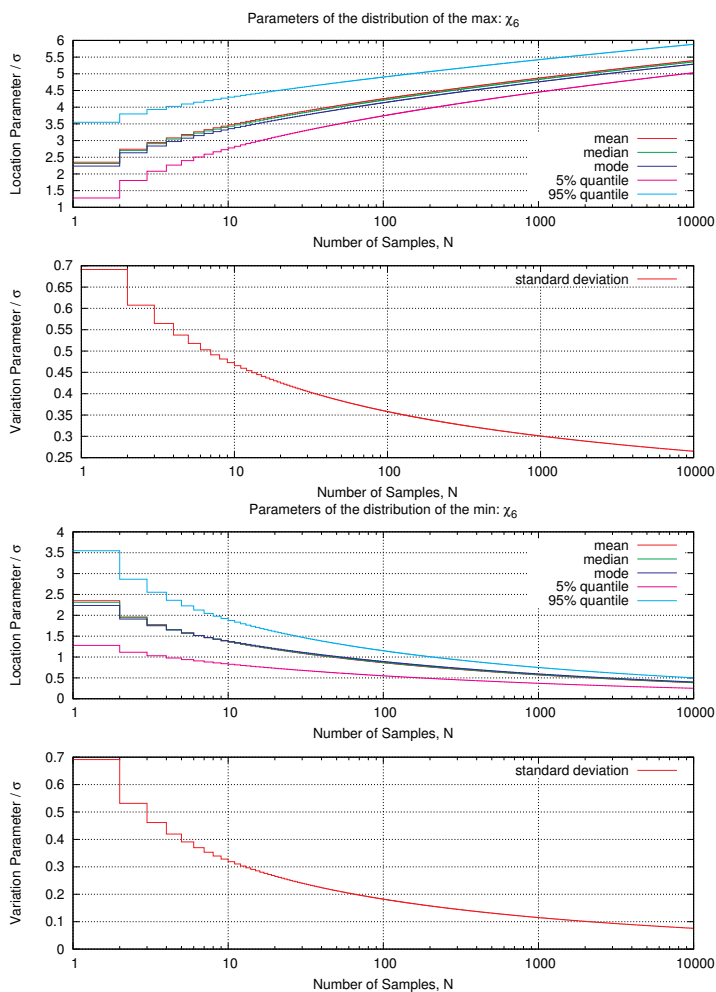 Parameters of the distribution of the max: χ6
Location Parameter / σ
6
5.5
5
4.5
4
3.5
3
2.5
2
1.5
1
mean
median
mode
5% quantile
95% quantile
1 10 100 1000 10000
Number of Samples, N
Variation Parameter / σ
0.7
0.65
0.6
0.55
0.5
0.45
0.4
0.35
0.3
0.25
standard deviation
1 10 100 1000 10000
Number of Samples, N
Parameters of the distribution of the min: χ6
Location Parameter / σ
4
3.5
3
2.5
2
1.5
1
0.5
0
mean
median
mode
5% quantile
95% quantile
1 10 100 1000 10000
Number of Samples, N
Variation Parameter / σ
0.7
0.6
0.5
0.4
0.3
0.2
0.1
0
standard deviation
1 10 100 1000 10000
Number of Samples, N